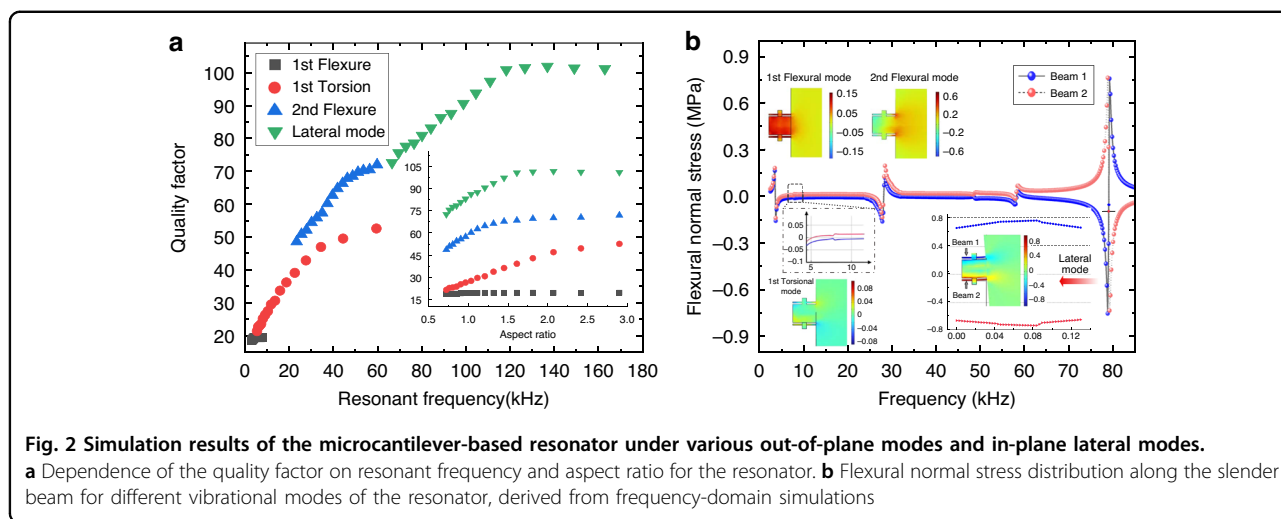 a
1st Flexure
1st Torsion
2nd Flexure
Lateral mode
Quality factor
100
90
80
70
60
50
40
30
20
0 20 40 60 80 100 120 140 160 180
Resonant frequency(kHz)
105
90
75
60
45
30
15
0.5 1.0 1.5 2.0 2.5 3.0
Aspect ratio
b
Flexural normal stress (MPa)
0.9
0.6
0.3
0.0
−0.3
−0.6
−0.9
0 10 20 30 40 50 60 70 80
Frequency (kHz)
Beam 1
Beam 2
1st Flexural mode
0.15
0.05
−0.05
−0.15
2nd Flexural mode
0.6
0.2
−0.2
−0.6
0.05
0
−0.05
−0.1
5 10
1st Torsional
mode
0.08
0.04
0
−0.04
−0.08
0.8
0.4
0.0
−0.4
−0.8
0.00 0.04 0.08 0.12
Beam 1
Beam 2
0.8
0.4
0
−0.4
−0.8
Lateral
mode
Fig. 2 Simulation results of the microcantilever-based resonator under various out-of-plane modes and in-plane lateral modes.
a Dependence of the quality factor on resonant frequency and aspect ratio for the resonator. b Flexural normal stress distribution along the slender
beam for different vibrational modes of the resonator, derived from frequency-domain simulations